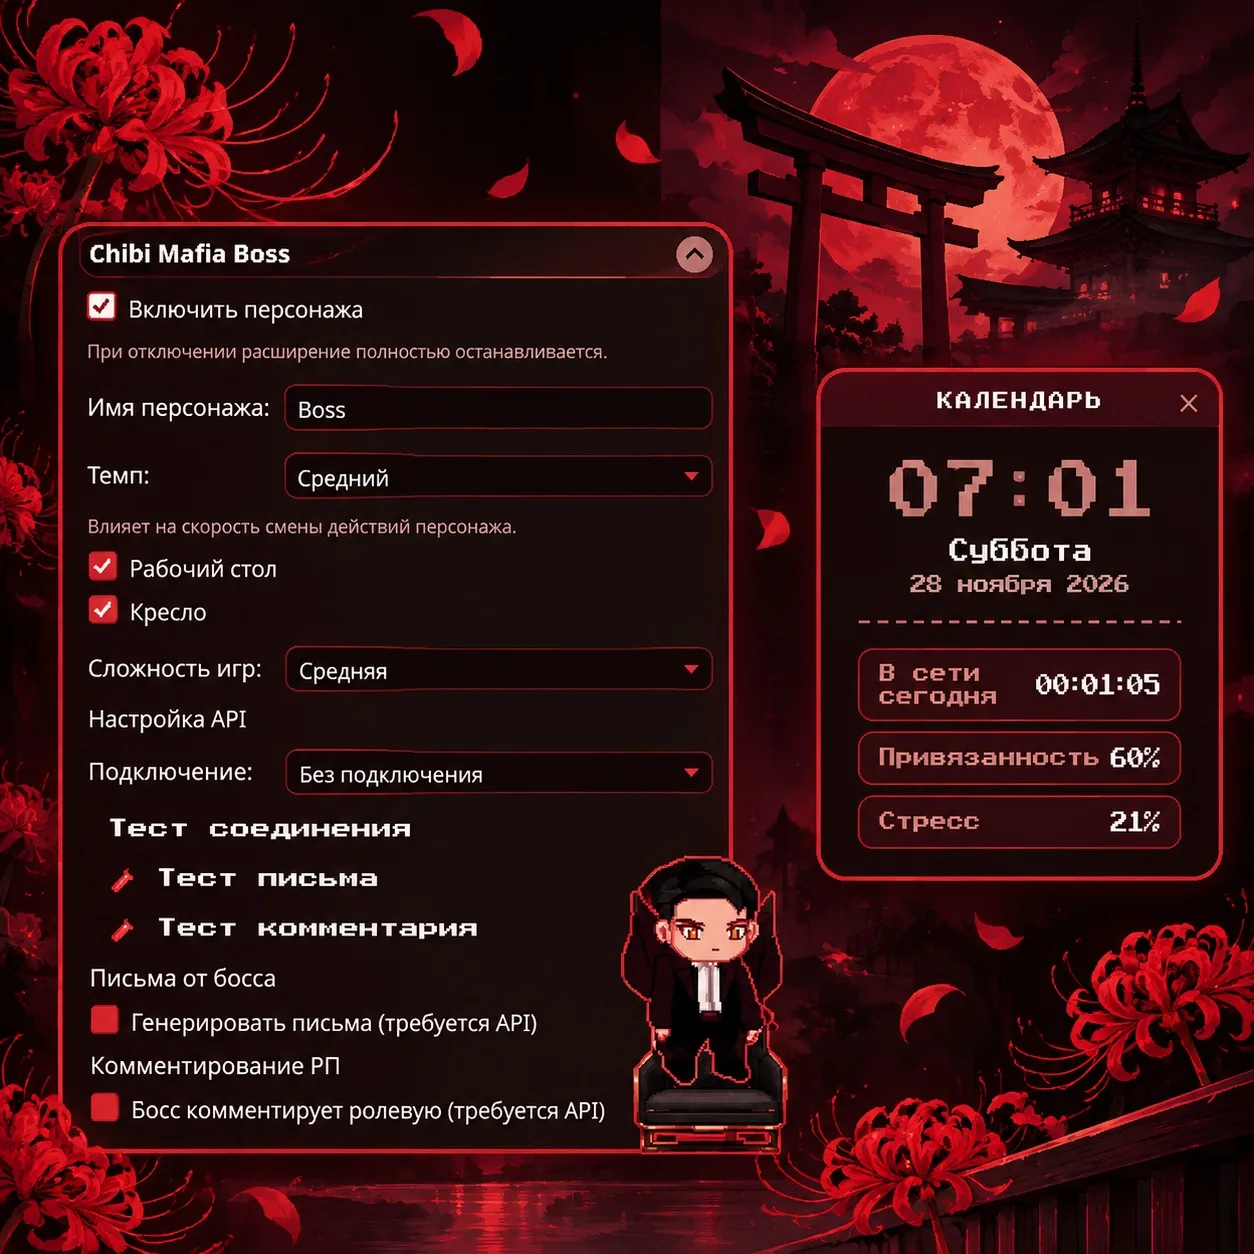 Chibi Mafia Boss
Включить персонажа
При отключении расширение полностью останавливается.
Имя персонажа: Boss
Темп: Средний
Влияет на скорость смены действий персонажа.
Рабочий стол
Кресло
Сложность игр: Средняя
Настройка API
Подключение: Без подключения
Тест соединения
Тест письма
Тест комментария
Письма от босса
Генерировать письма (требуется API)
Комментирование РП
Босс комментирует ролевую (требуется API)
КАЛЕНДАРЬ
07:01
Суббота
28 ноября 2026
В сети
сегодня 00:01:05
Привязанность 60%
Стресс 21%